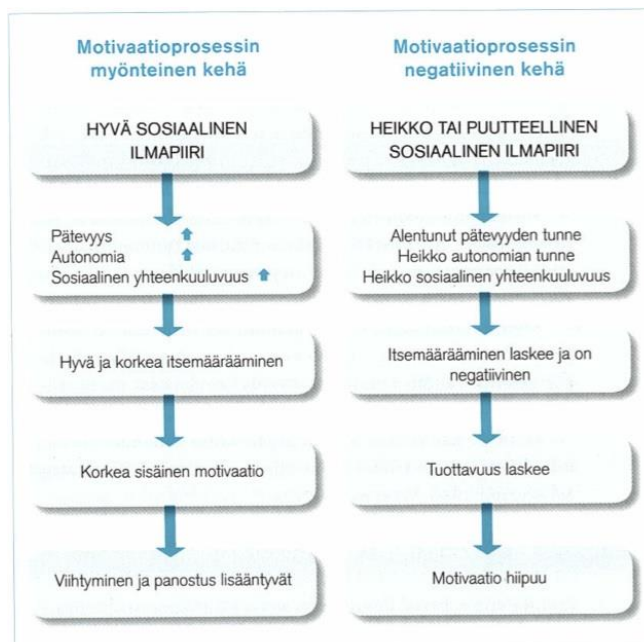 Motivaatioprosessin
myönteinen kehä
HYVÄ SOSIAALINEN
ILMAPIIRI
Pätevyys
Autonomia
Sosiaalinen yhteenkuuluvuus
Hyvä ja korkea itsemäärääminen
Korkea sisäinen motivaatio
Viihtyminen ja panostus lisääntyvät
Motivaatioprosessin
negatiivinen kehä
HEIKKO TAI PUUTTEELLINEN
SOSIAALINEN ILMAPIIRI
Alentunut pätevyyden tunne
Heikko autonomian tunne
Heikko sosiaalinen yhteenkuuluvuus
Itsemäärääminen laskee ja on
negatiivinen
Tuottavuus laskee
Motivaatio hiipuu